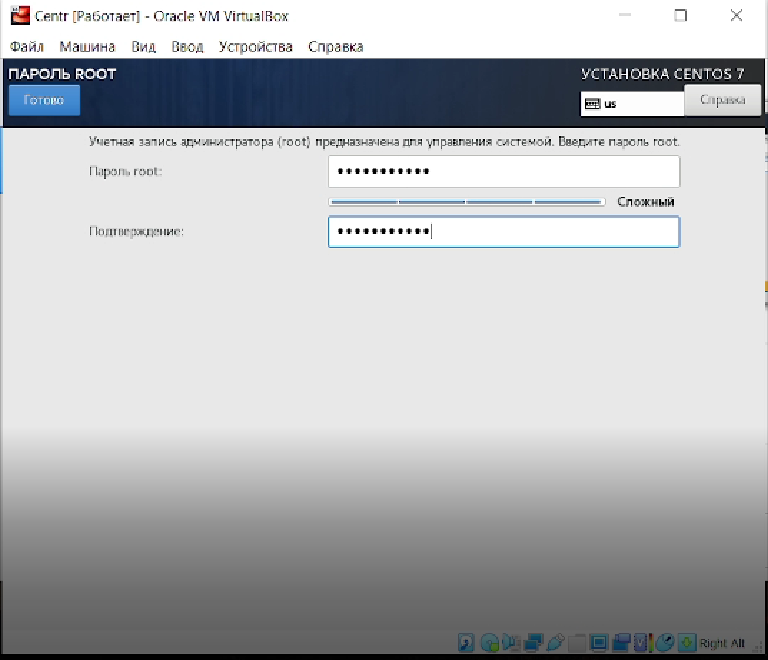 Centr [Работает] - Oracle VM VirtualBox
Файл Машина Вид Ввод Устройства Справка
ПАРОЛЬ ROOT
УСТАНОВКА CENTOS 7
Готово
us
Справка
Учетная запись администратора (root) предназначена для управления системой. Введите пароль root.
Пароль root: •••••••••••
Сложный
Подтверждение: •••••••••••
Right Alt